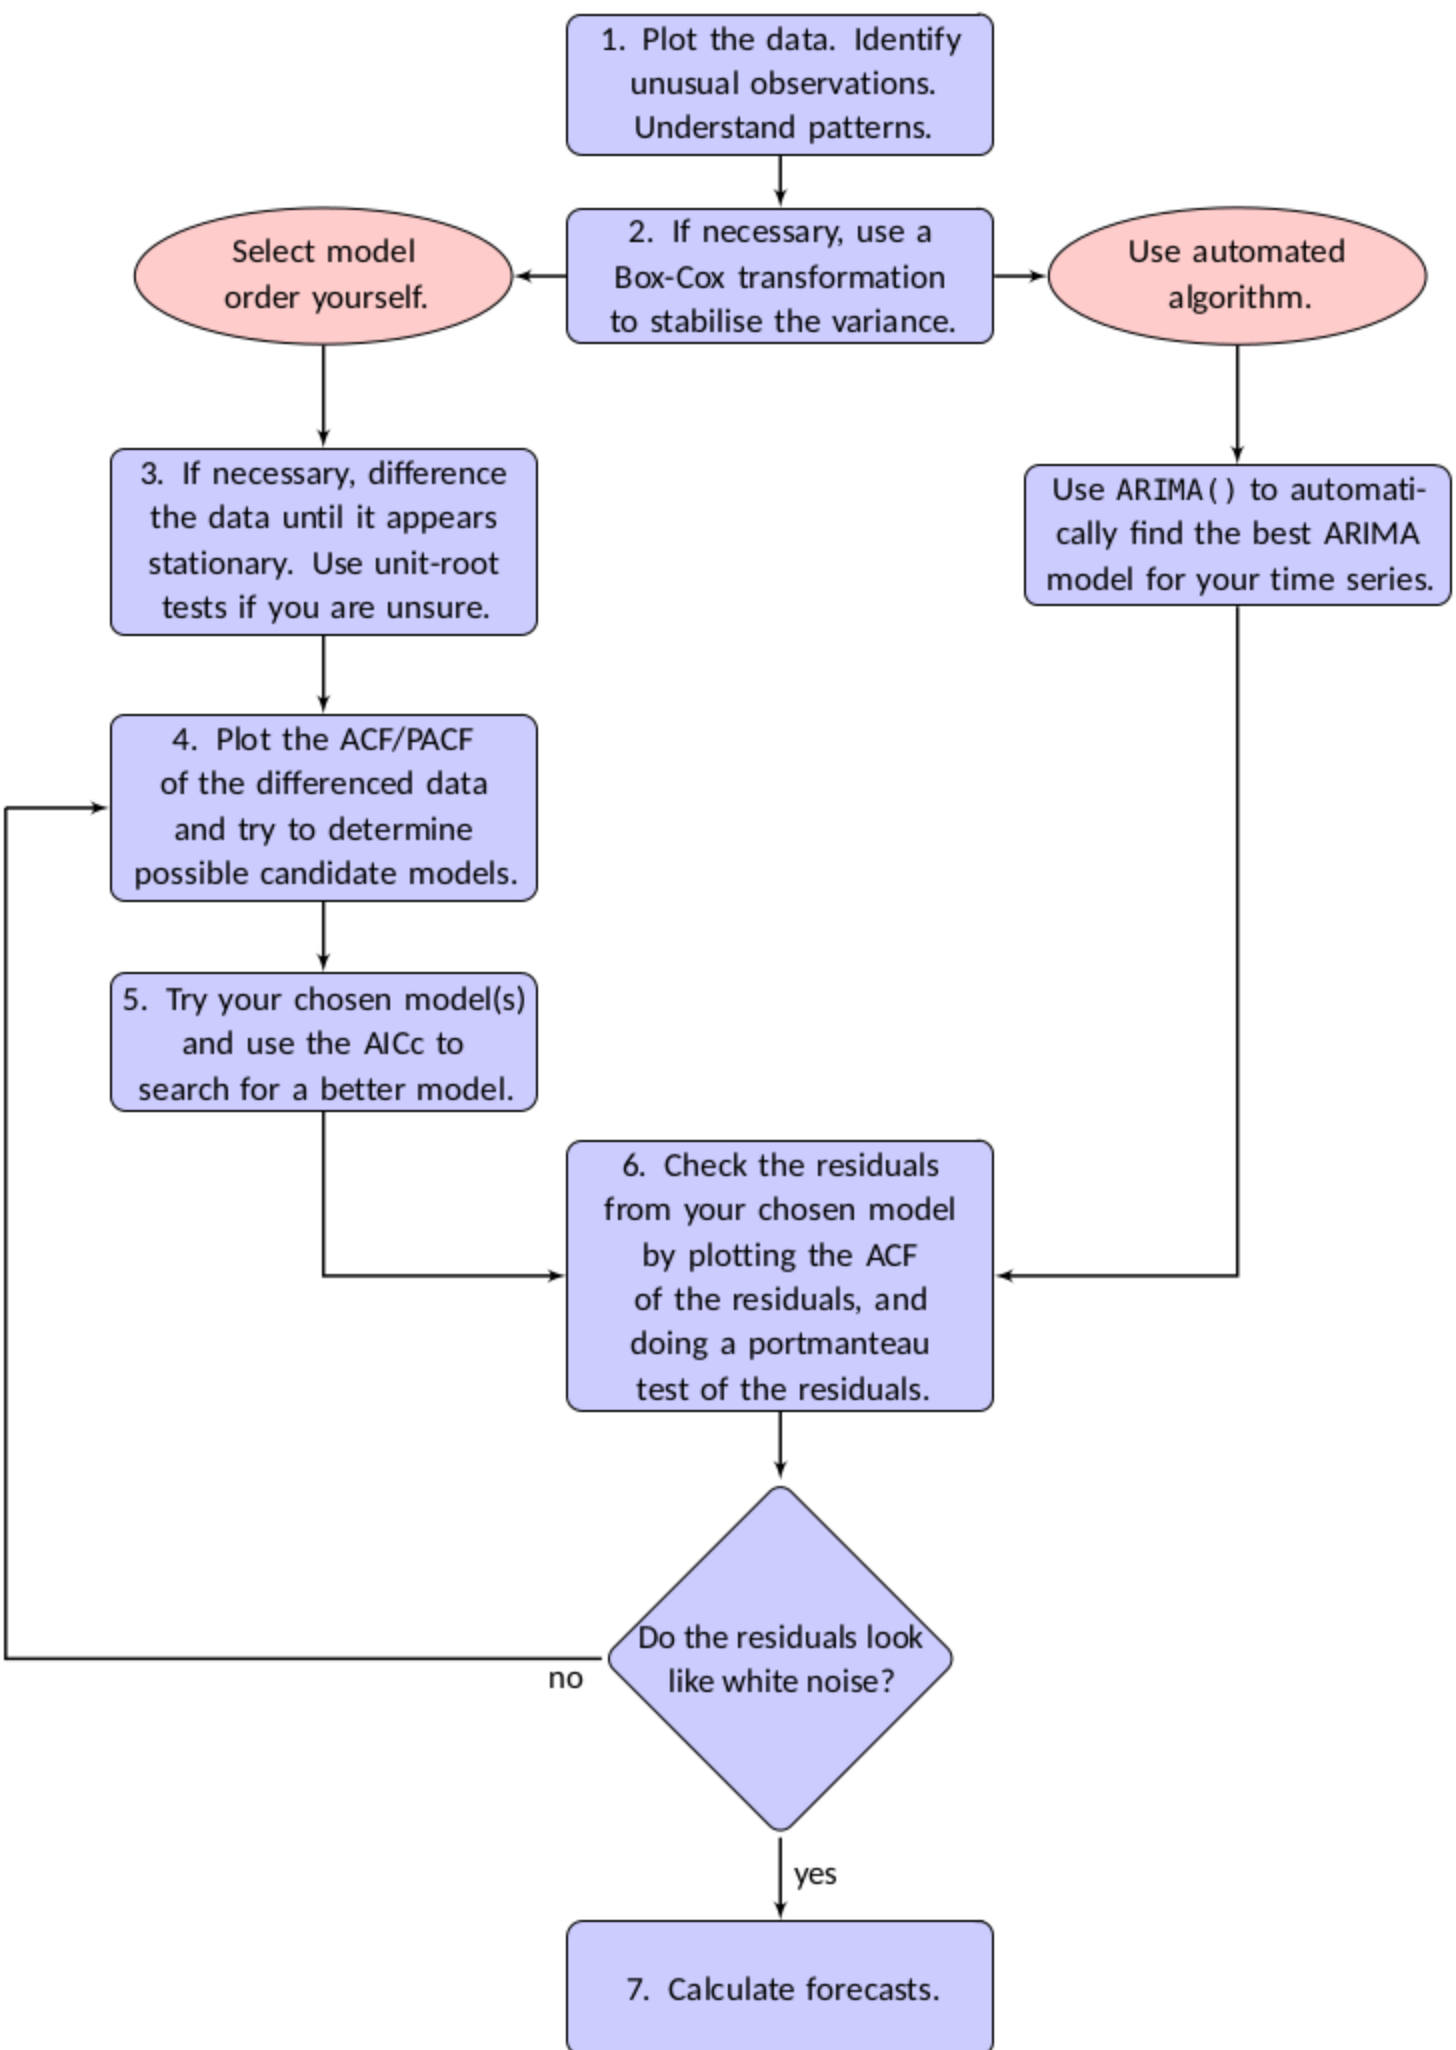 1. Plot the data. Identify
unusual observations.
Understand patterns.
Select model
order yourself.
2. If necessary, use a
Box-Cox transformation
to stabilise the variance.
Use automated
algorithm.
3. If necessary, difference
the data until it appears
stationary. Use unit-root
tests if you are unsure.
Use ARIMA() to automati-
cally find the best ARIMA
model for your time series.
4. Plot the ACF/PACF
of the differenced data
and try to determine
possible candidate models.
5. Try your chosen model(s)
and use the AICc to
search for a better model.
6. Check the residuals
from your chosen model
by plotting the ACF
of the residuals, and
doing a portmanteau
test of the residuals.
Do the residuals look
like white noise?
no
yes
7. Calculate forecasts.